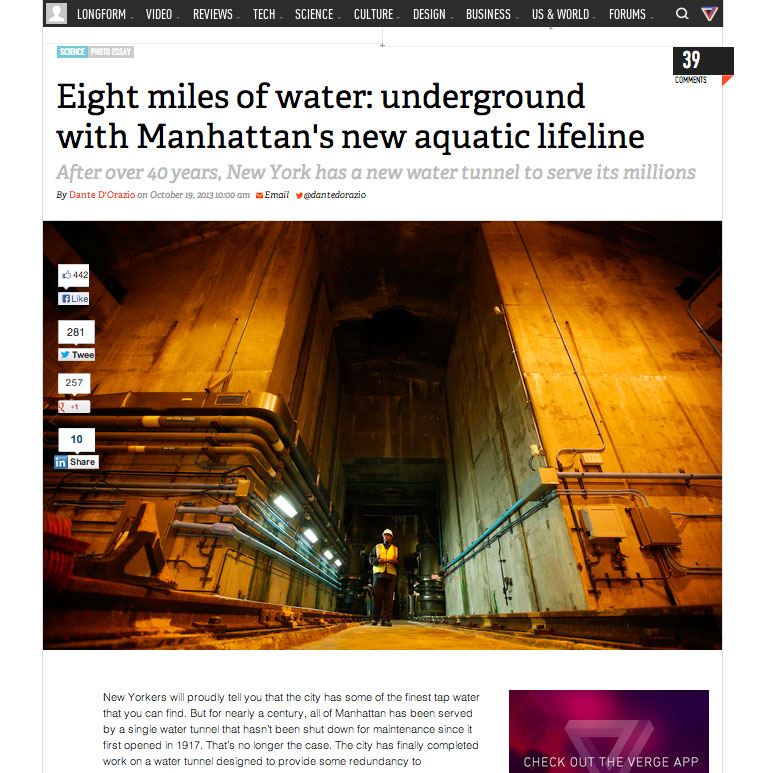 LONGFORM VIDEO REVIEWS TECH SCIENCE CULTURE DESIGN BUSINESS US & WORLD FORUMS
SCIENCE PHOTO ESSAY
39
COMMENTS
Eight miles of water: underground
with Manhattan's new aquatic lifeline
After over 40 years, New York has a new water tunnel to serve its millions
By Dante D'Orazio on October 19, 2013 10:00 am Email @dantedorazio
442
Like
281
Twee
257
+1
10
in Share
New Yorkers will proudly tell you that the city has some of the finest tap water
that you can find. But for nearly a century, all of Manhattan has been served
by a single water tunnel that hasn't been shut down for maintenance since it
first opened in 1917. That's no longer the case. The city has finally completed
work on a water tunnel designed to provide some redundancy to
CHECK OUT THE VERGE APP